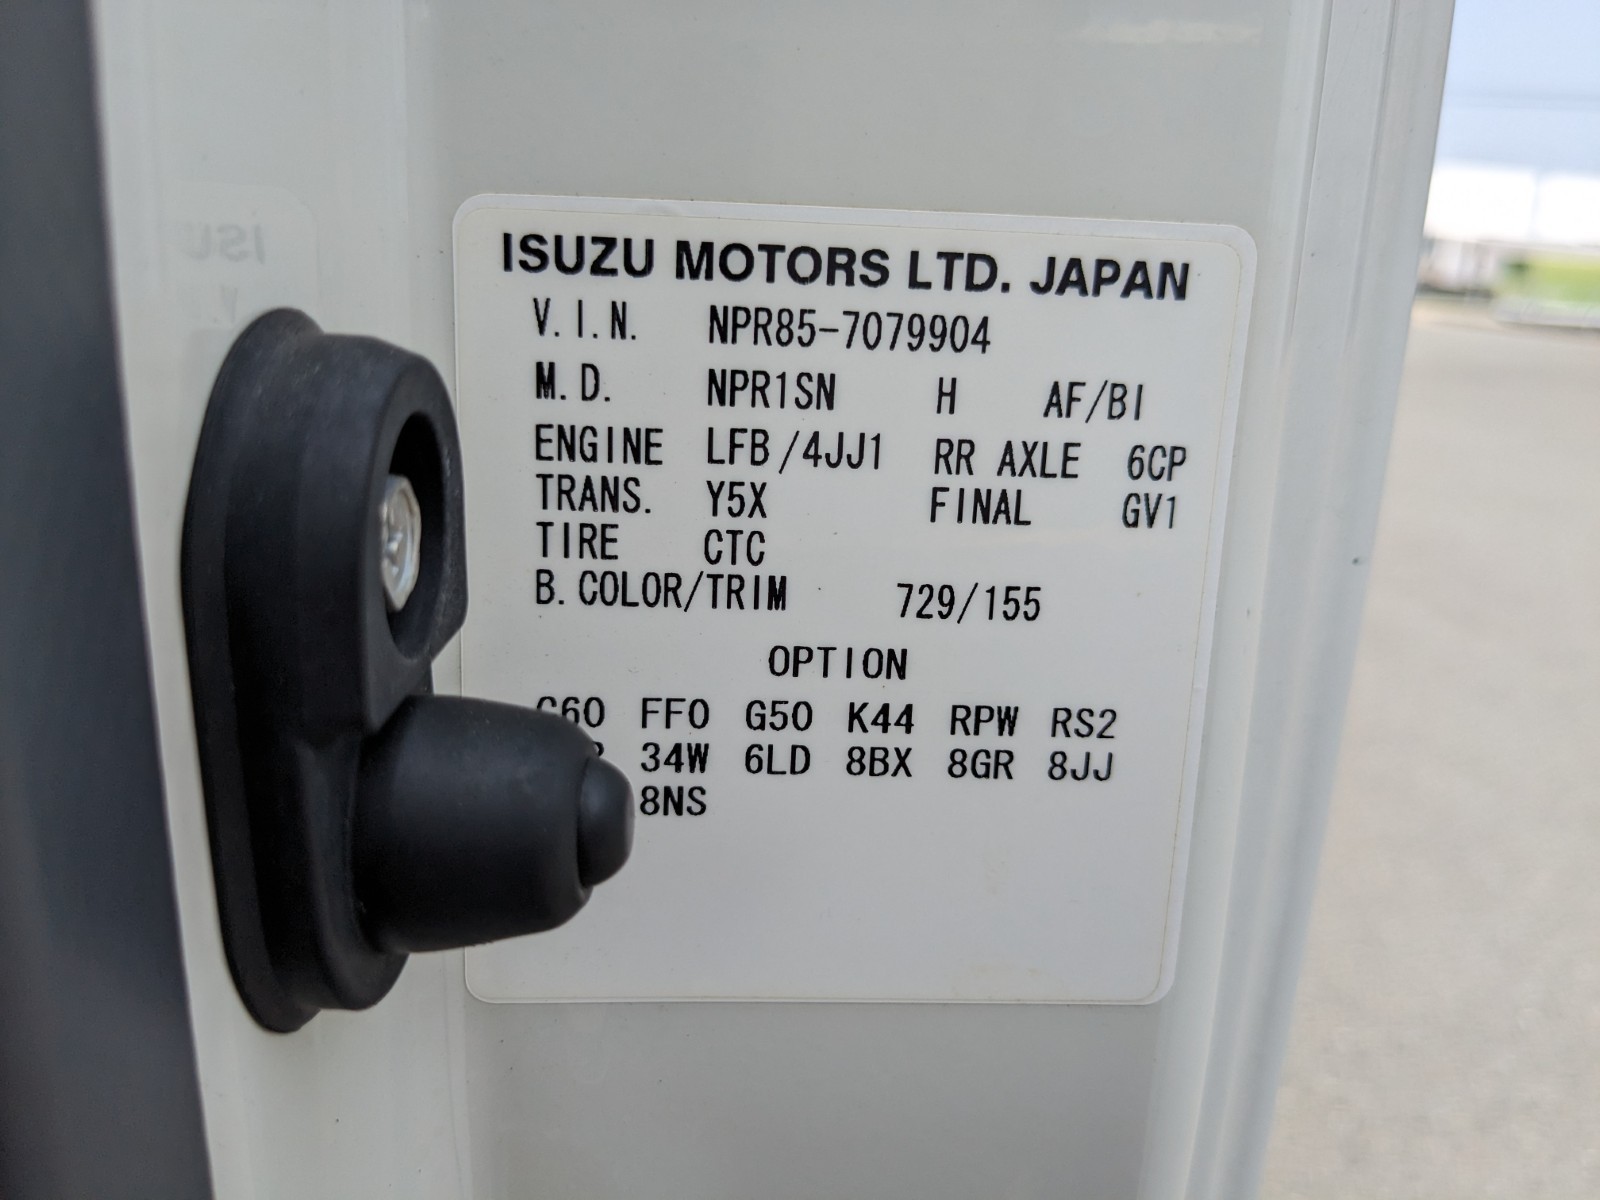 ISUZU MOTORS LTD. JAPAN
V.I.N. NPR85-7079904
M.D. NPR1SN H AF/BI
ENGINE LFB/4JJ1 RR AXLE 6CP
TRANS. Y5X FINAL GV1
TIRE CTC
B.COLOR/TRIM 729/155
OPTION
FF0 G50 K44 RPW RS2
34W 6LD 8BX 8GR 8JJ
8NS